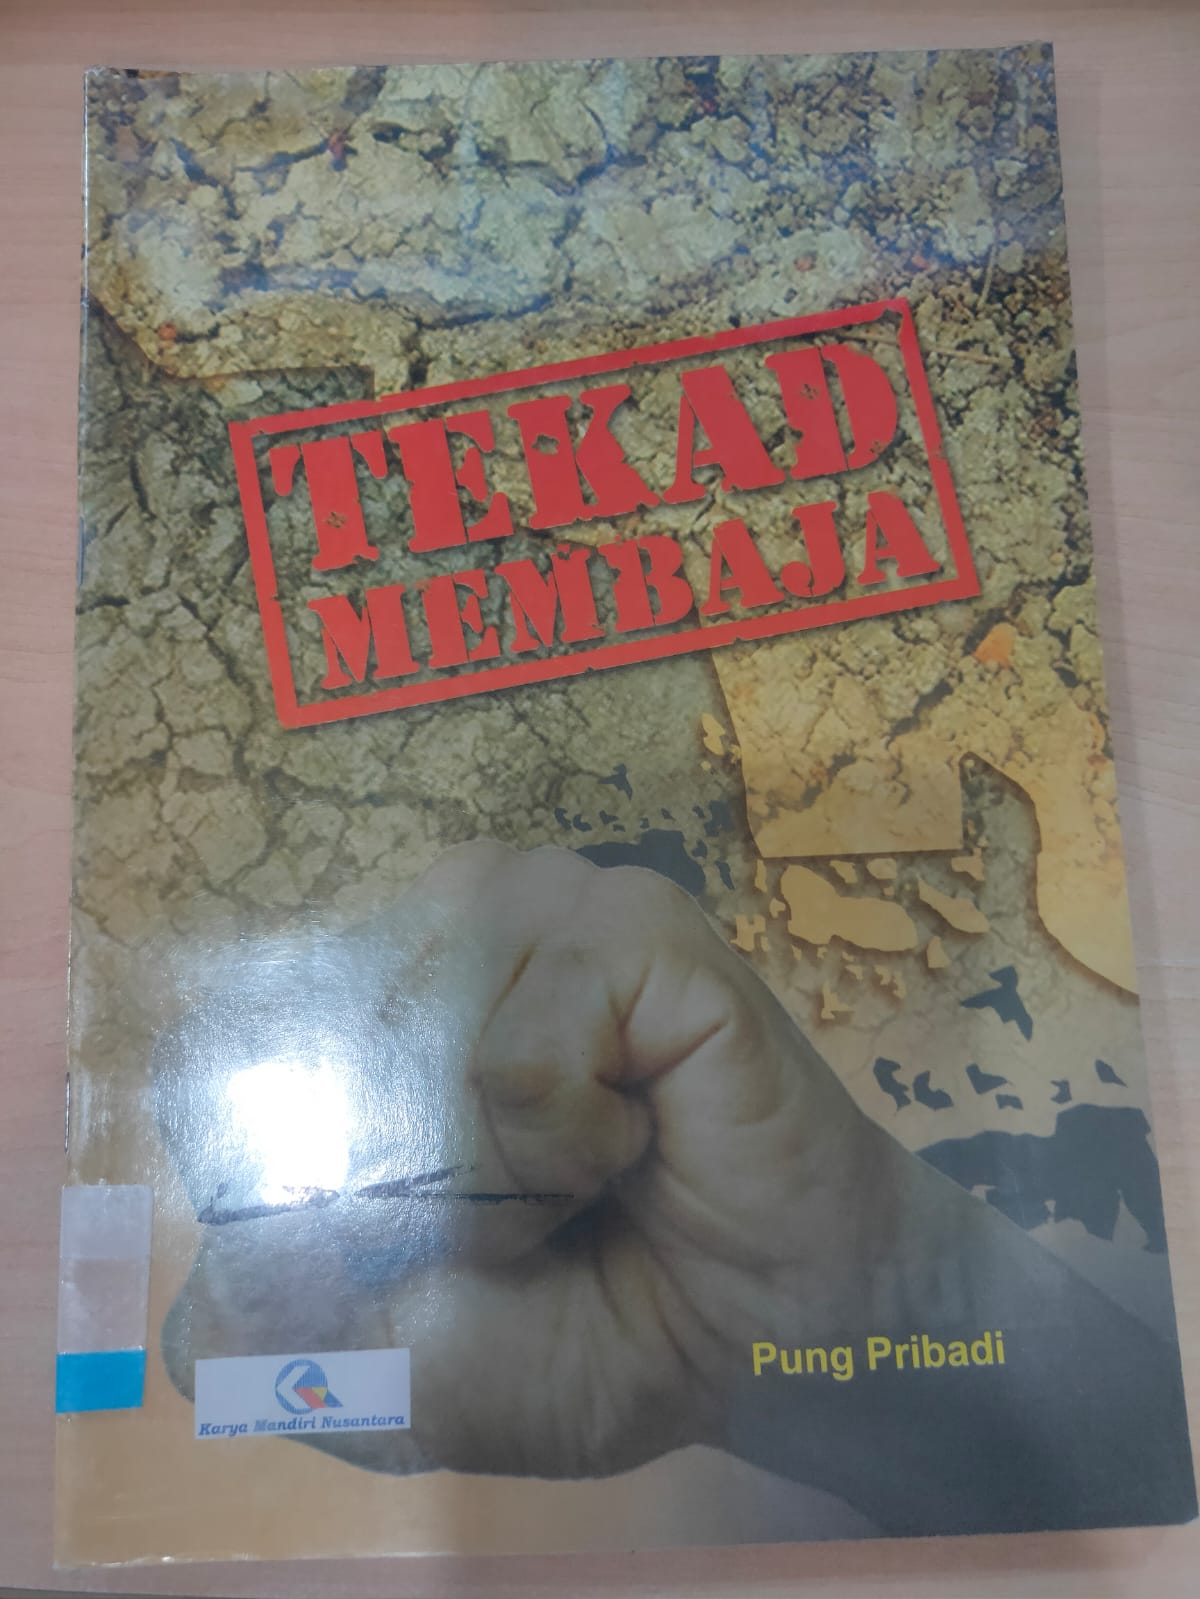 TEKAD
MEMBAJA
Pung Pribadi
Karya Mandiri Nusantara